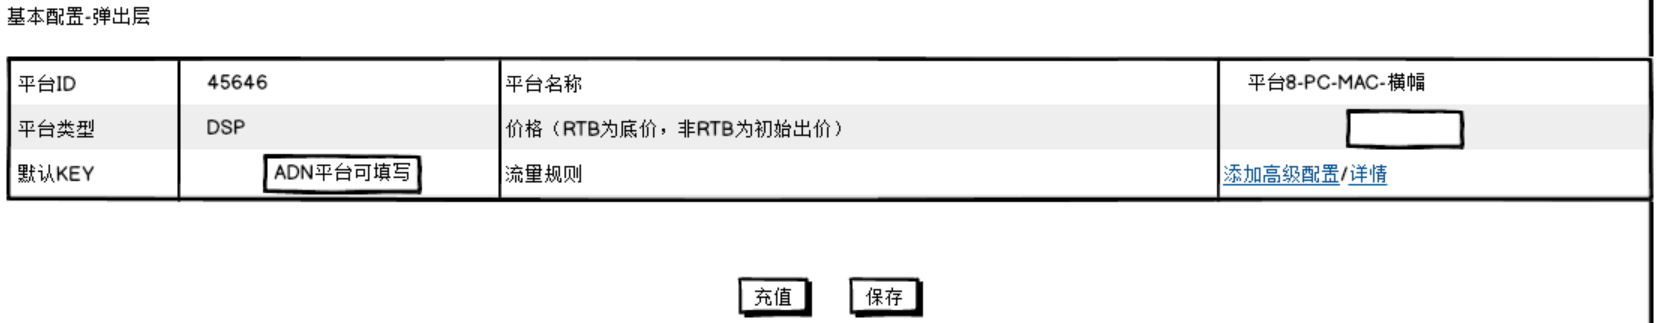 基本配置-弹出层
平台ID 45646 平台名称 平台8-PC-MAC-横幅
平台类型 DSP 价格（RTB为底价，非RTB为初始出价）
默认KEY ADN平台可填写 流量规则 添加高级配置/详情
充值 保存